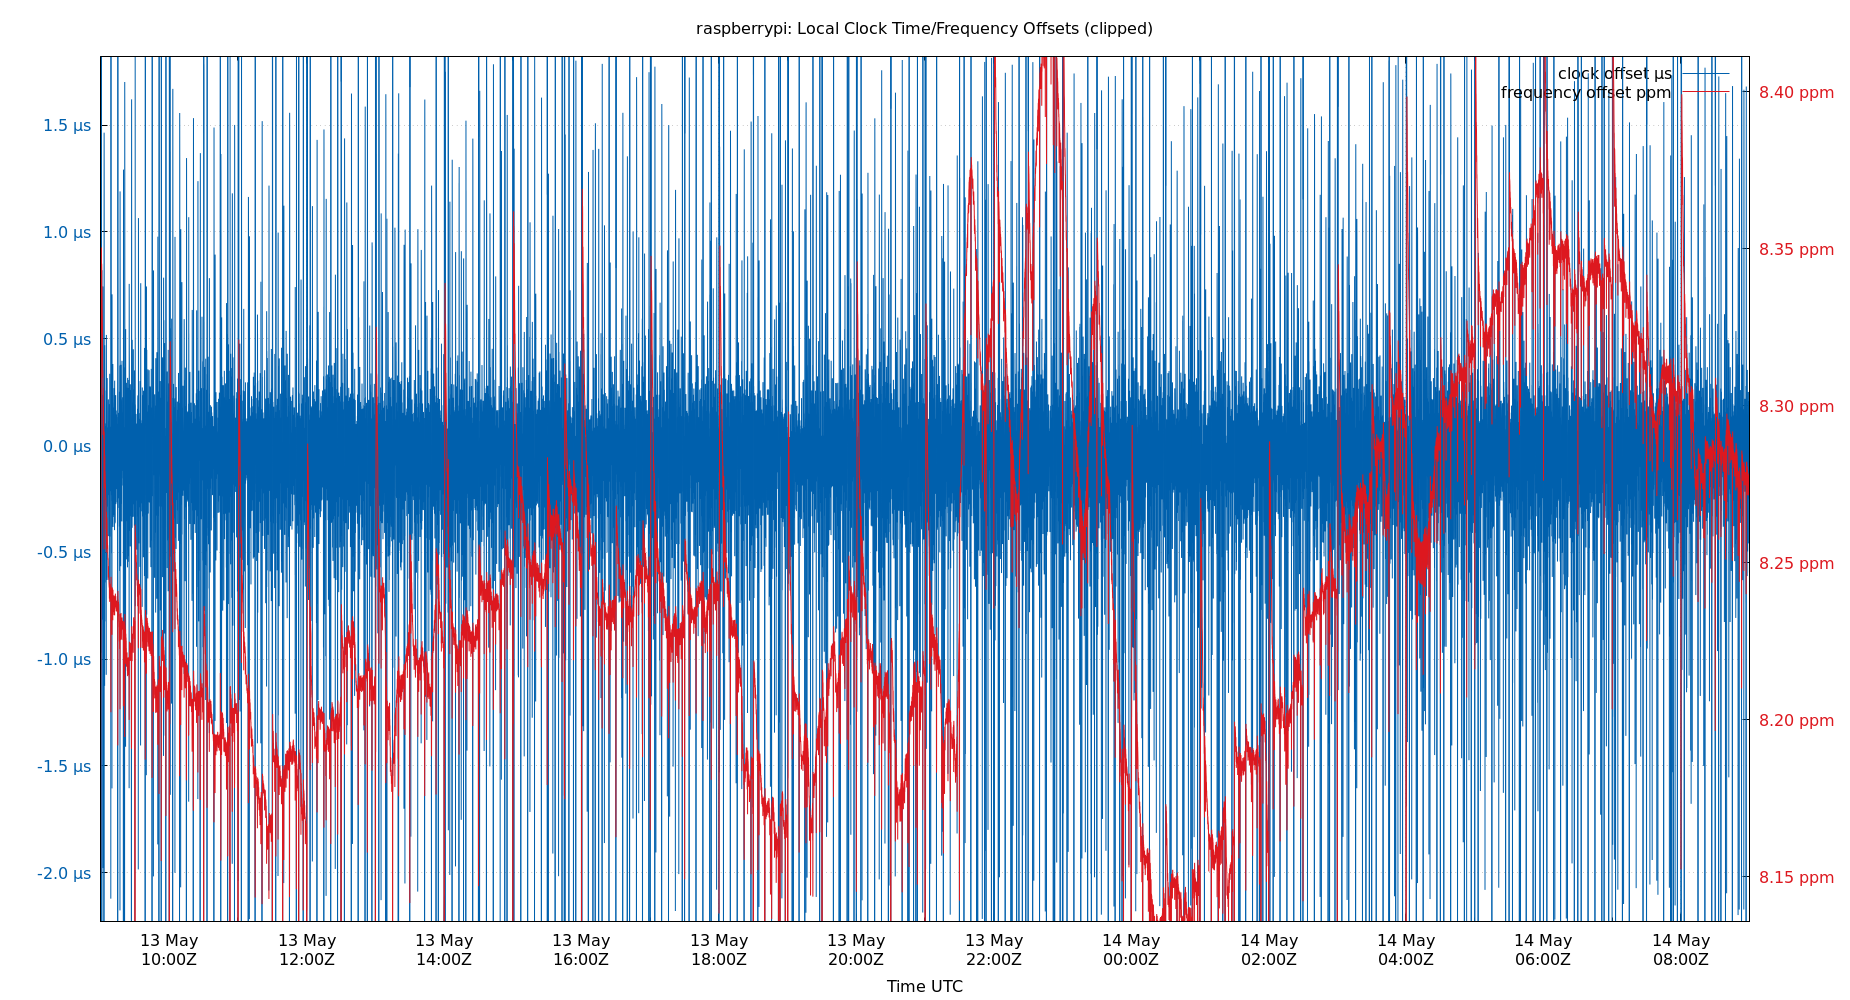 raspberrypi: Local Clock Time/Frequency Offsets (clipped)
clock offset µs
frequency offset ppm
1.5 µs
1.0 µs
0.5 µs
0.0 µs
-0.5 µs
-1.0 µs
-1.5 µs
-2.0 µs
8.40 ppm
8.35 ppm
8.30 ppm
8.25 ppm
8.20 ppm
8.15 ppm
13 May 13 May 13 May 13 May 13 May 13 May 13 May 14 May 14 May 14 May 14 May 14 May
10:00Z 12:00Z 14:00Z 16:00Z 18:00Z 20:00Z 22:00Z 00:00Z 02:00Z 04:00Z 06:00Z 08:00Z
Time UTC